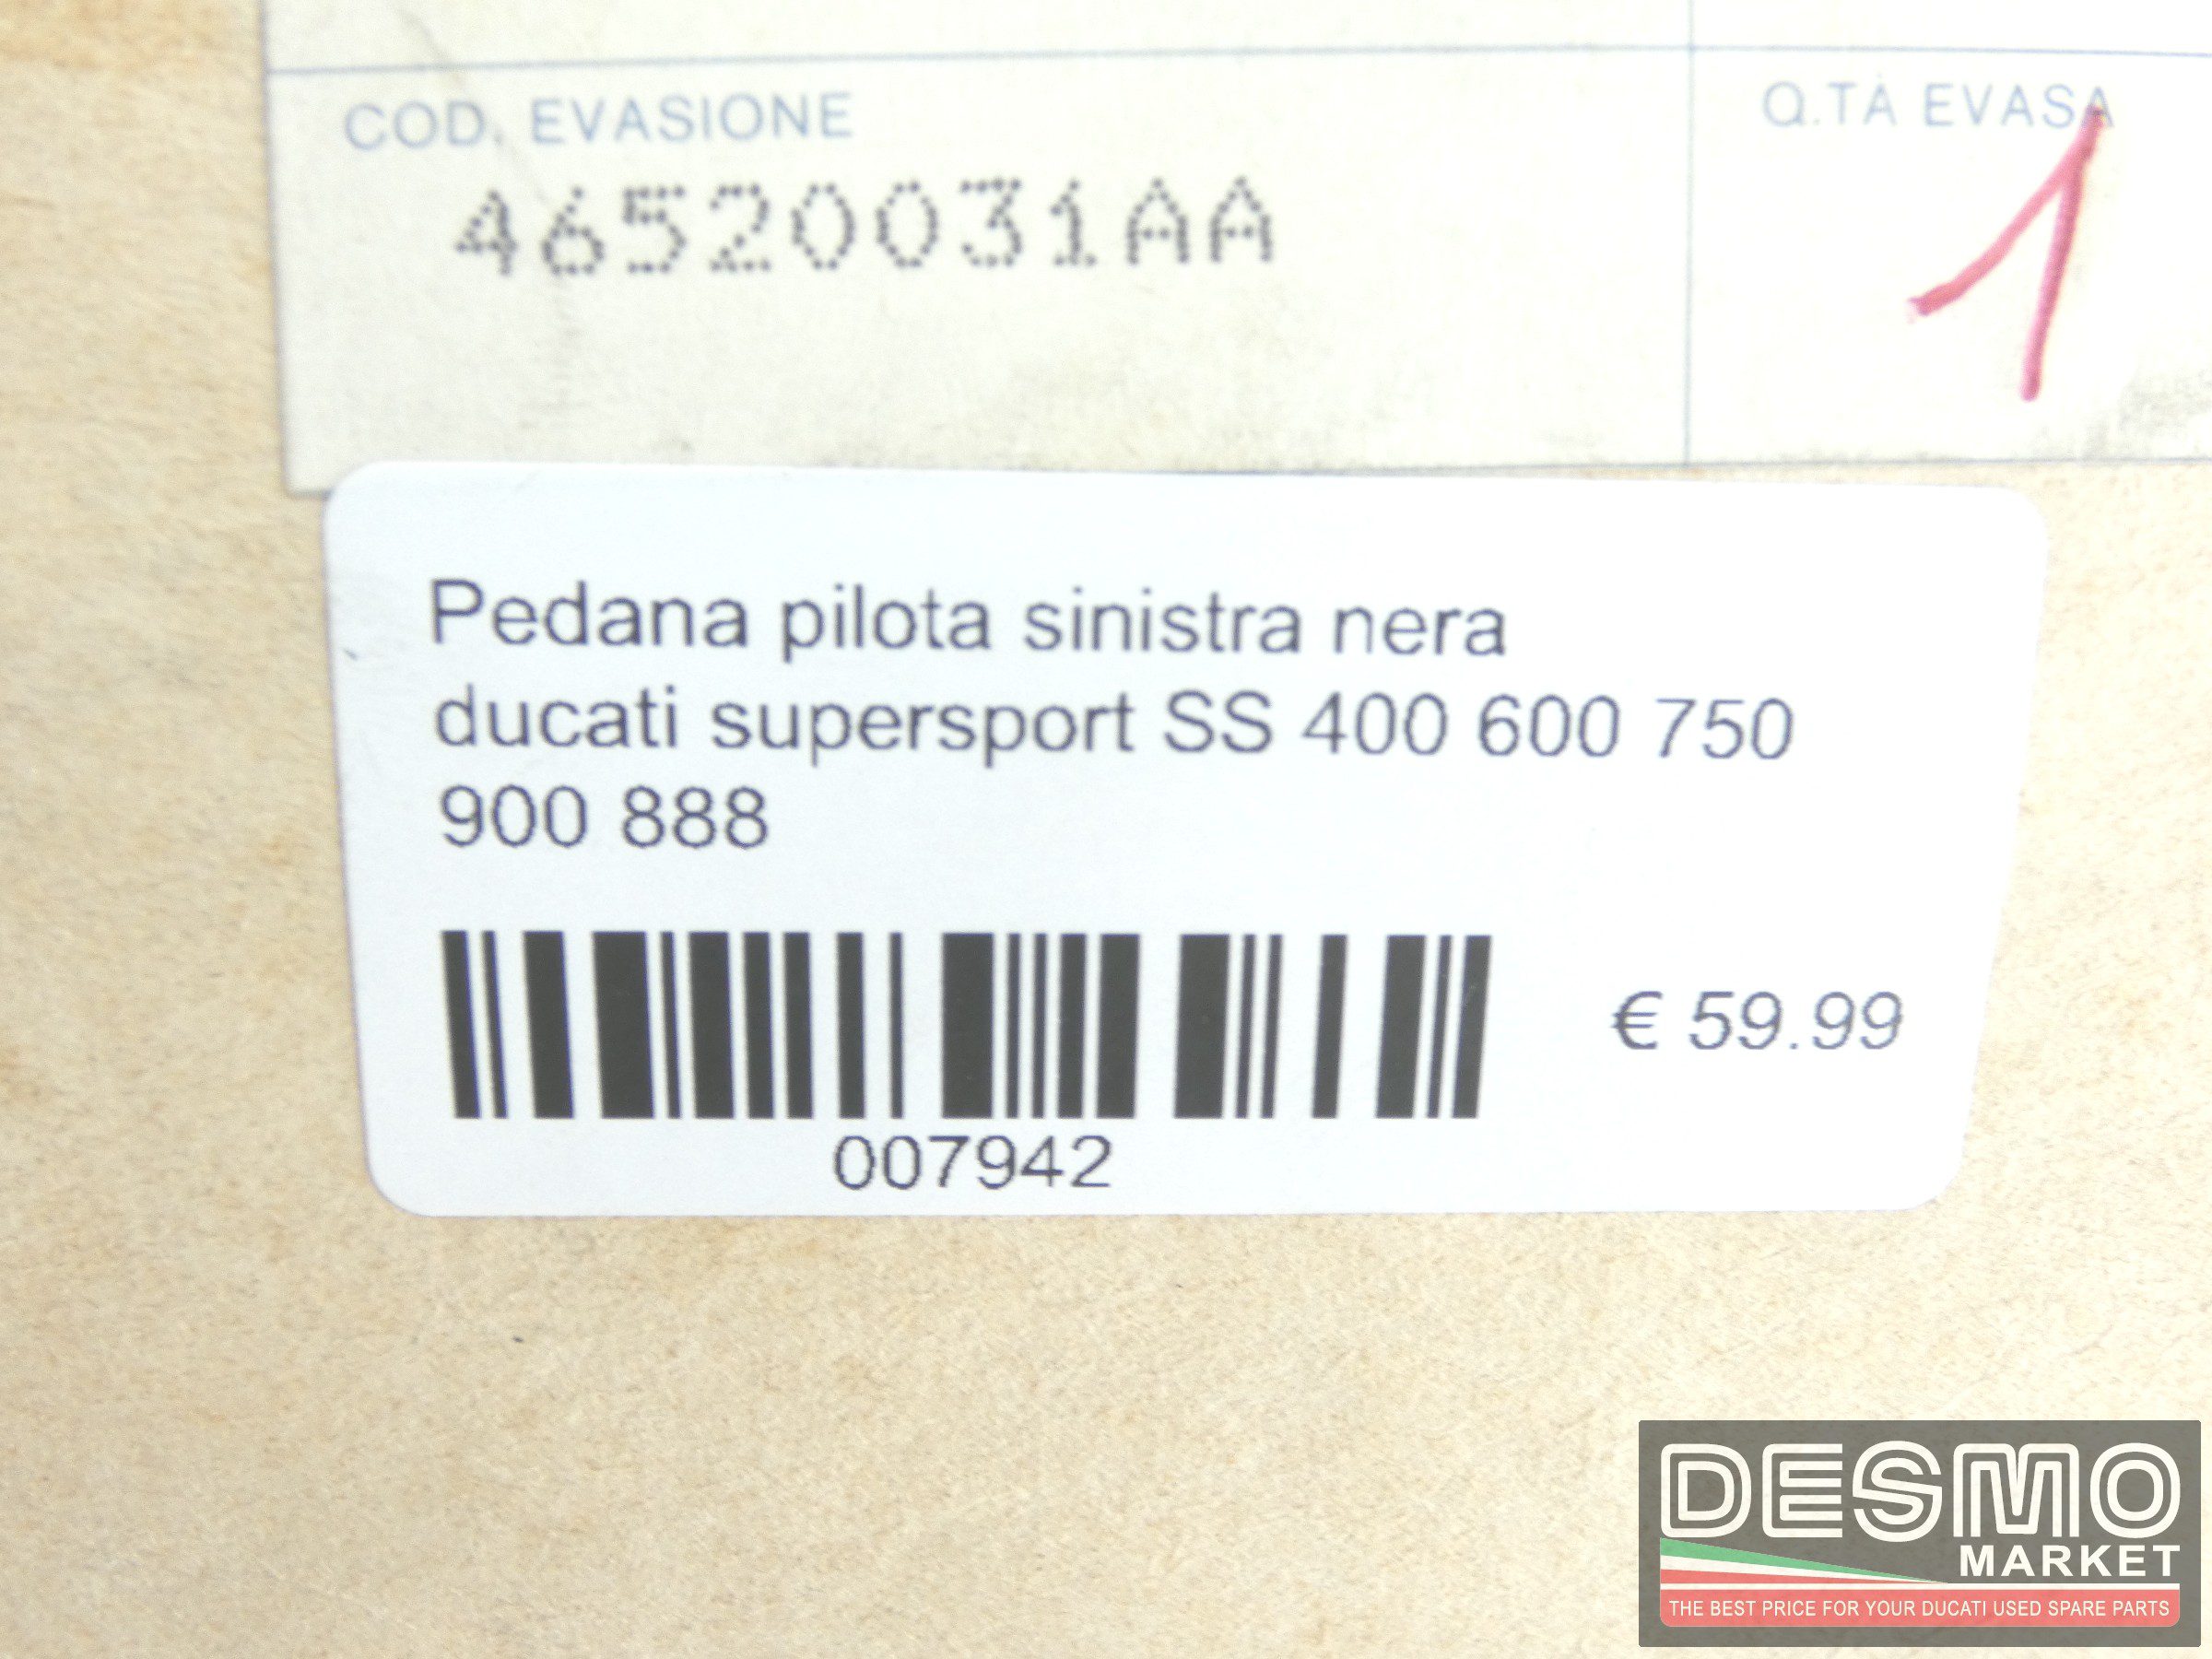 COD. EVASIONE
Q.TÀ EVASA
46520031AA
1
Pedana pilota sinistra nera
ducati supersport SS 400 600 750
900 888
€ 59.99
007942
DESMO
MARKET
THE BEST PRICE FOR YOUR DUCATI USED SPARE PARTS